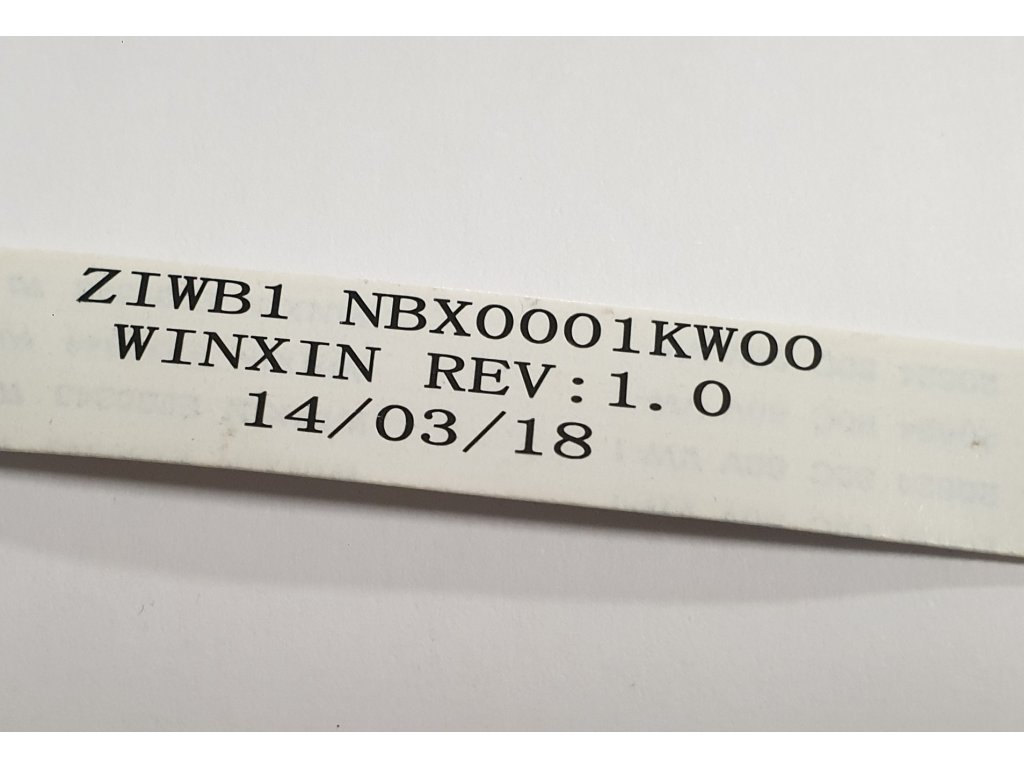 ZIWB1 NBX0001KW00
WINXIN REV:1.0
14/03/18